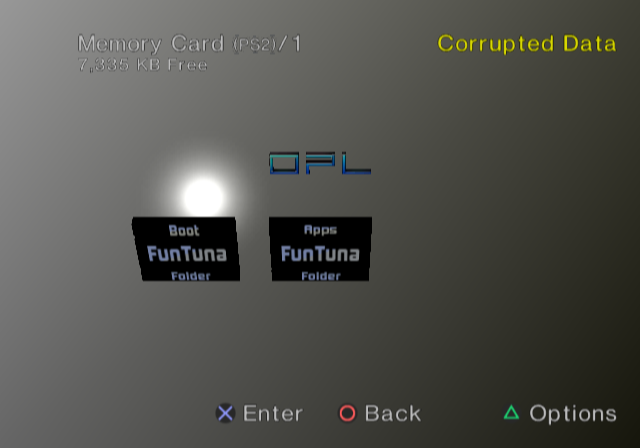 Memory Card (PS2)/1
7,335 KB Free
Corrupted Data
OPL
Boot
FunTuna
Folder
Apps
FunTuna
Folder
Enter
Back
Options